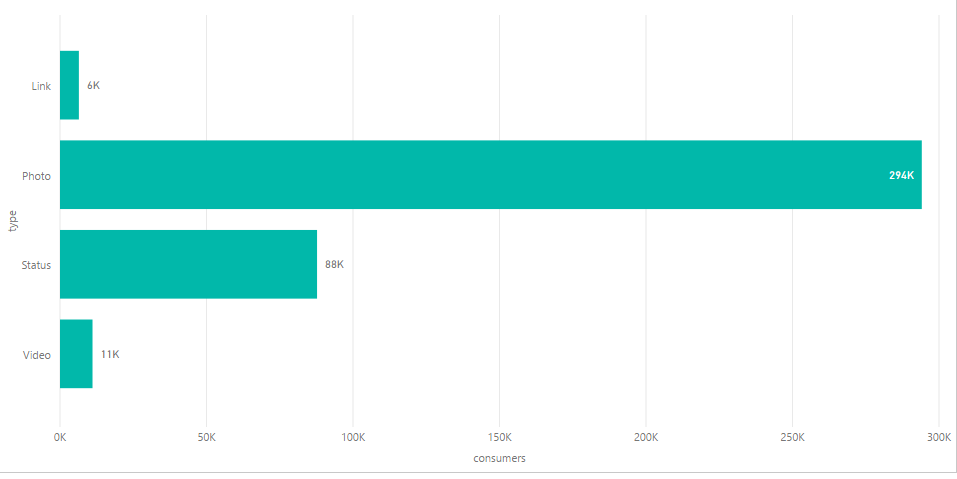 Link
6K
Photo
294K
type
Status
88K
Video
11K
0K 50K 100K 150K 200K 250K 300K
consumers